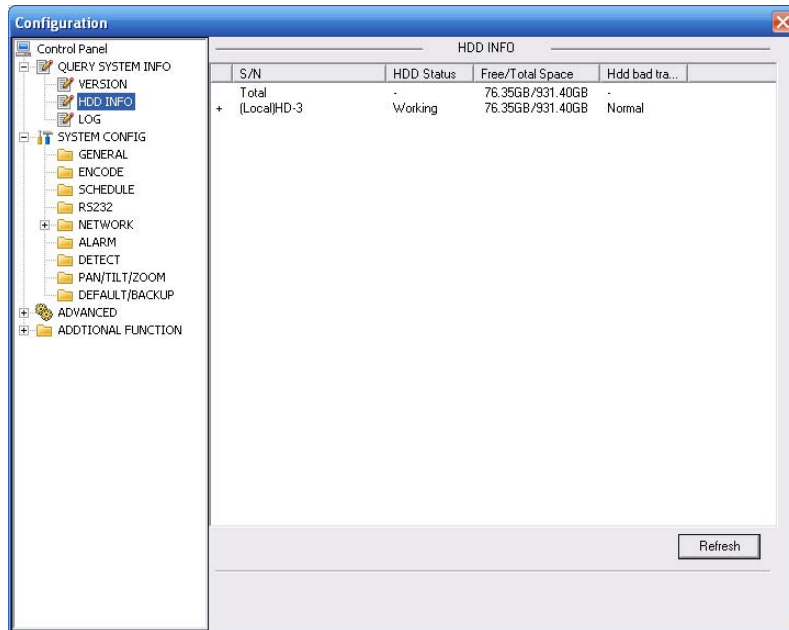 Configuration
Control Panel
QUERY SYSTEM INFO
VERSION
HDD INFO
LOG
SYSTEM CONFIG
GENERAL
ENCODE
SCHEDULE
RS232
NETWORK
ALARM
DETECT
PAN/TILT/ZOOM
DEFAULT/BACKUP
ADVANCED
ADDTIONAL FUNCTION
HDD INFO
S/N HDD Status Free/Total Space Hdd bad tra...
Total - 76.35GB/931.40GB -
+ (Local)HD-3 Working 76.35GB/931.40GB Normal
Refresh